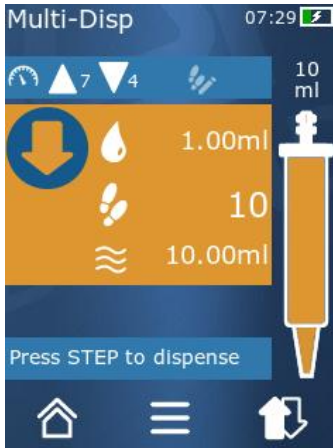 Multi-Disp 07:29
7 4
10
ml
1.00ml
10
10.00ml
Press STEP to dispense